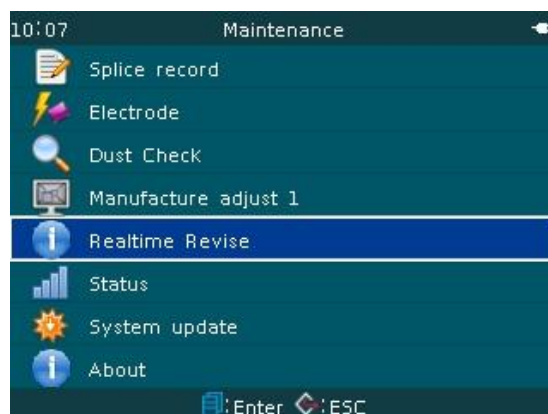 10:07 Maintenance
Splice record
Electrode
Dust Check
Manufacture adjust 1
Realtime Revise
Status
System update
About
:Enter :ESC